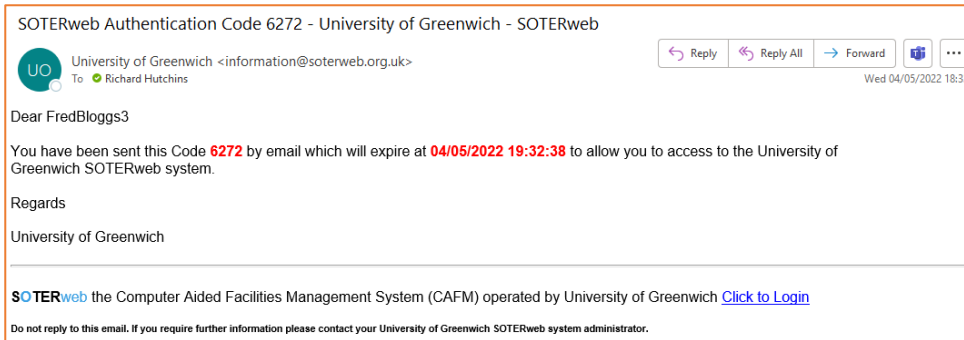 SOTERweb Authentication Code 6272 - University of Greenwich - SOTERweb
UO
University of Greenwich <information@soterweb.org.uk>
To Richard Hutchins
Reply
Reply All
Forward
Wed 04/05/2022 18:3
Dear FredBloggs3
You have been sent this Code 6272 by email which will expire at 04/05/2022 19:32:38 to allow you to access to the University of
Greenwich SOTERweb system.
Regards
University of Greenwich
SOTERweb the Computer Aided Facilities Management System (CAFM) operated by University of Greenwich Click to Login
Do not reply to this email. If you require further information please contact your University of Greenwich SOTERweb system administrator.